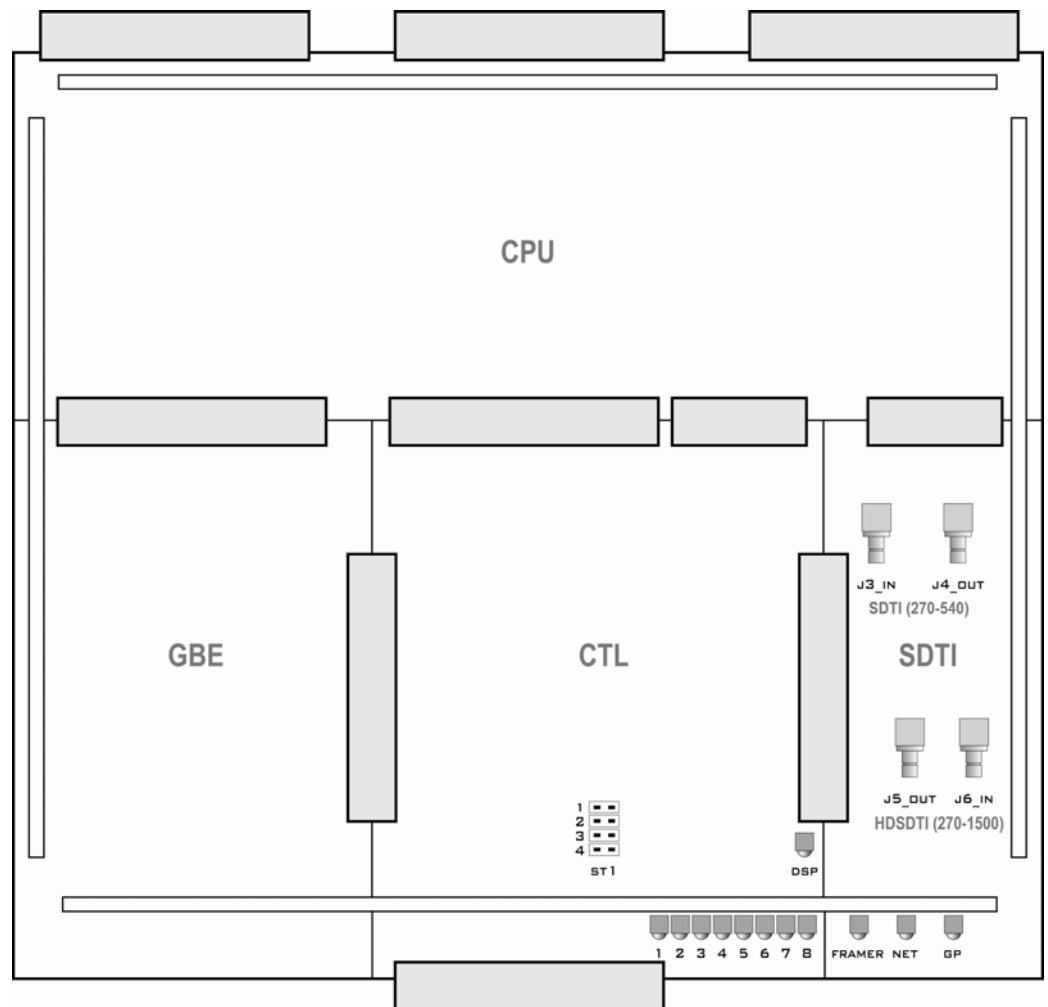 CPU
J3_IN J4_OUT
SDTI (270-540)
GBE CTL SDTI
J5_OUT J6_IN
HDSDTI (270-1500)
1
2
3
4
ST1
DSP
1 2 3 4 5 6 7 8 FRAMER NET GP